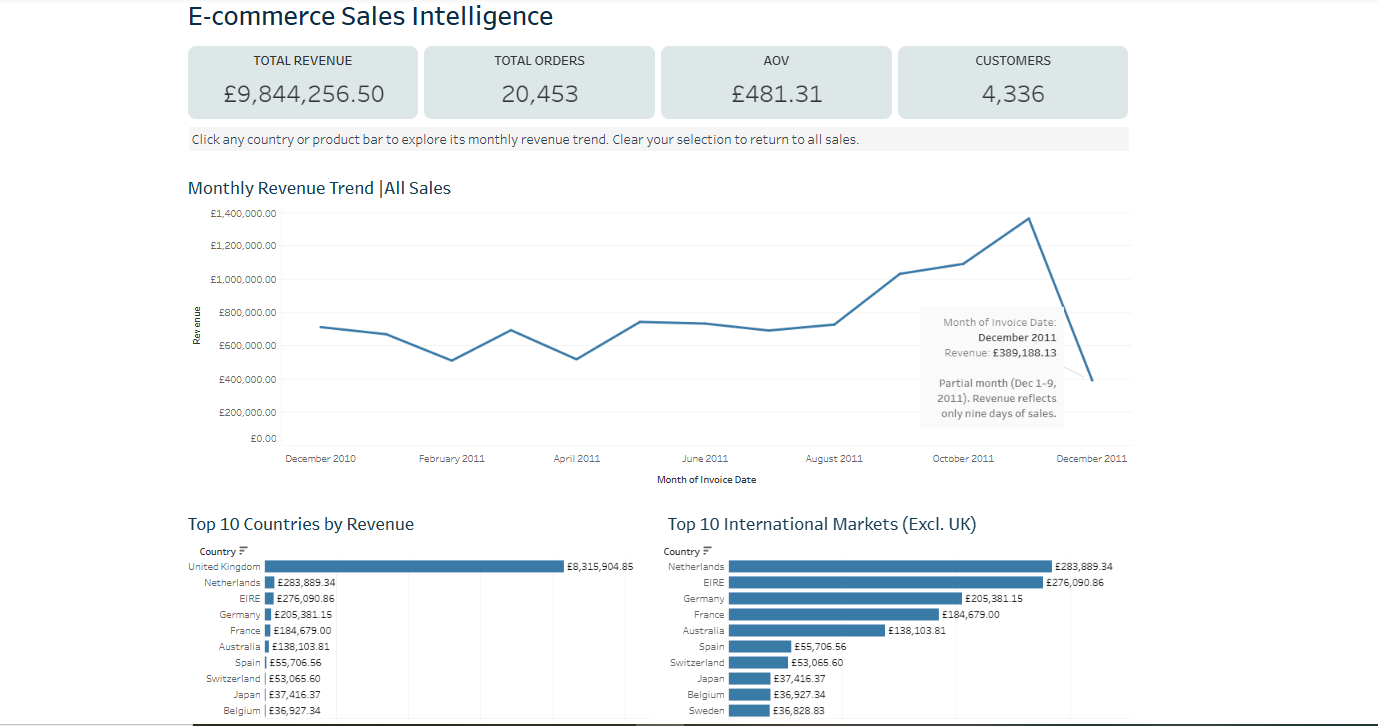 E-commerce Sales Intelligence
TOTAL REVENUE
£9,844,256.50
TOTAL ORDERS
20,453
AOV
£481.31
CUSTOMERS
4,336
Click any country or product bar to explore its monthly revenue trend. Clear your selection to return to all sales.
Monthly Revenue Trend |All Sales
£1,400,000.00
£1,200,000.00
£1,000,000.00
£800,000.00
£600,000.00
£400,000.00
£200,000.00
£0.00
Revenue
Month of Invoice Date:
December 2011
Revenue: £389,188.13
Partial month (Dec 1-9,
2011). Revenue reflects
only nine days of sales.
December 2010
February 2011
April 2011
June 2011
August 2011
October 2011
December 2011
Month of Invoice Date
Top 10 Countries by Revenue
Country
United Kingdom £8,315,904.85
Netherlands £283,889.34
EIRE £276,090.86
Germany £205,381.15
France £184,679.00
Australia £138,103.81
Spain £55,706.56
Switzerland £53,065.60
Japan £37,416.37
Belgium £36,927.34
Top 10 International Markets (Excl. UK)
Country
Netherlands £283,889.34
EIRE £276,090.86
Germany £205,381.15
France £184,679.00
Australia £138,103.81
Spain £55,706.56
Switzerland £53,065.60
Japan £37,416.37
Belgium £36,927.34
Sweden £36,828.83